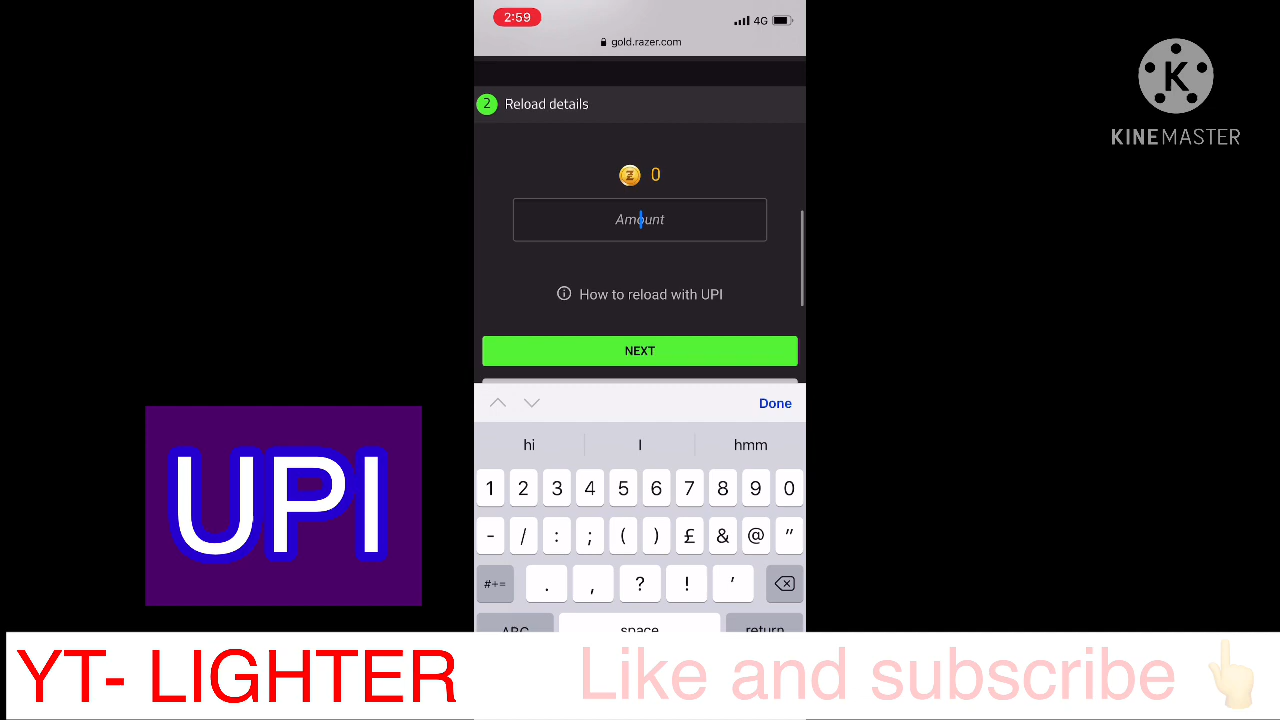 2:59
4G
gold.razer.com
K
KINEMASTER
2 Reload details
0
Amount
How to reload with UPI
NEXT
Done
hi I hmm
1 2 3 4 5 6 7 8 9 0
- / : ; ( ) £ & @ "
#+= . , ? ! ' 
ABC space return
UPI
YT- LIGHTER
Like and subscribe